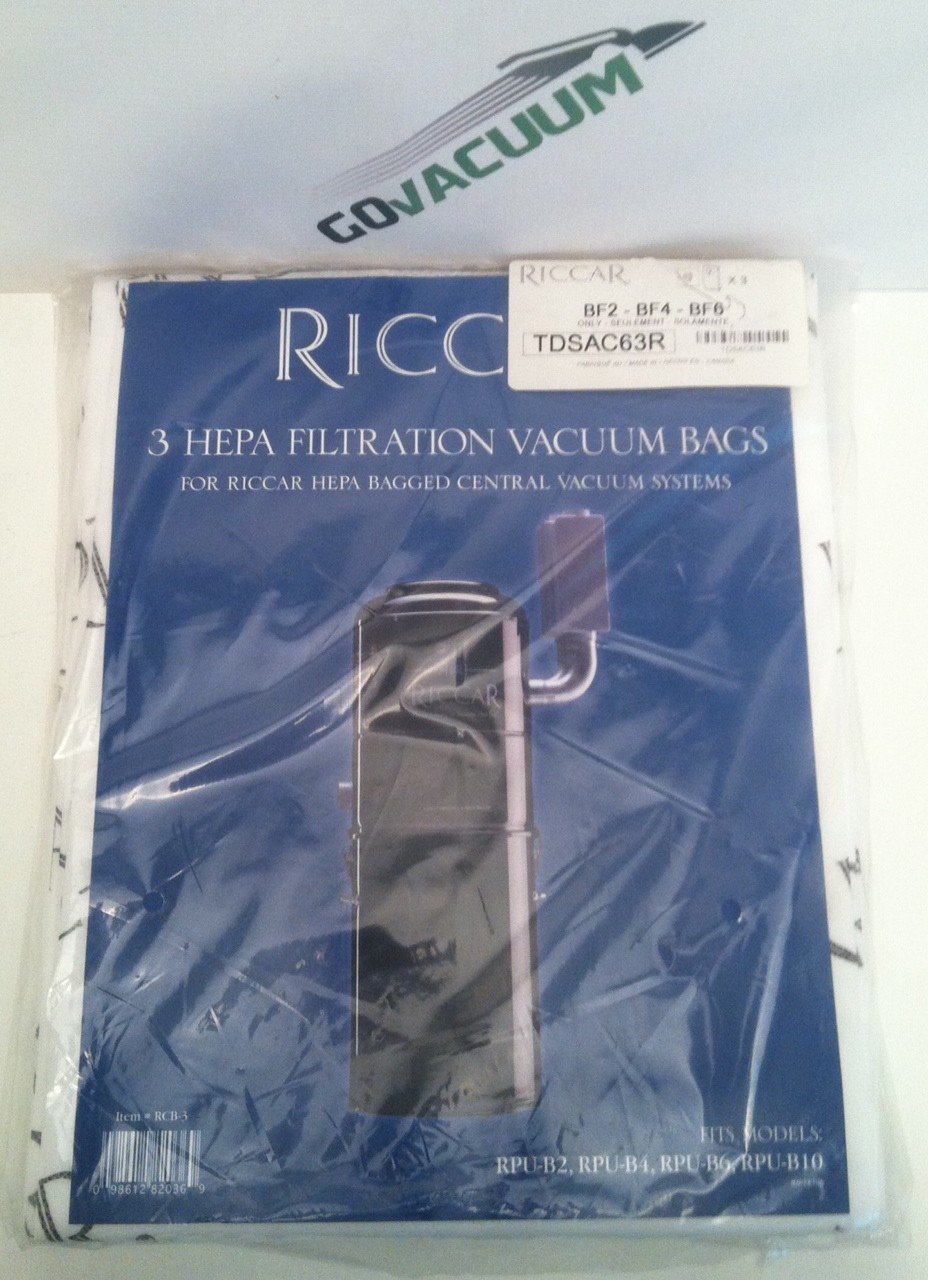 GOVACUUM
RICCAR
x 3
BF2 - BF4 - BF6
ONLY - SEULEMENT - SOLAMENTE
TDSAC63R
TDSAC63R
RICC
3 HEPA FILTRATION VACUUM BAGS
FOR RICCAR HEPA BAGGED CENTRAL VACUUM SYSTEMS
RICCAR
Item # RCB-3
0 98612 82036 9
FITS MODELS:
RPU-B2, RPU-B4, RPU-B6, RPU-B10